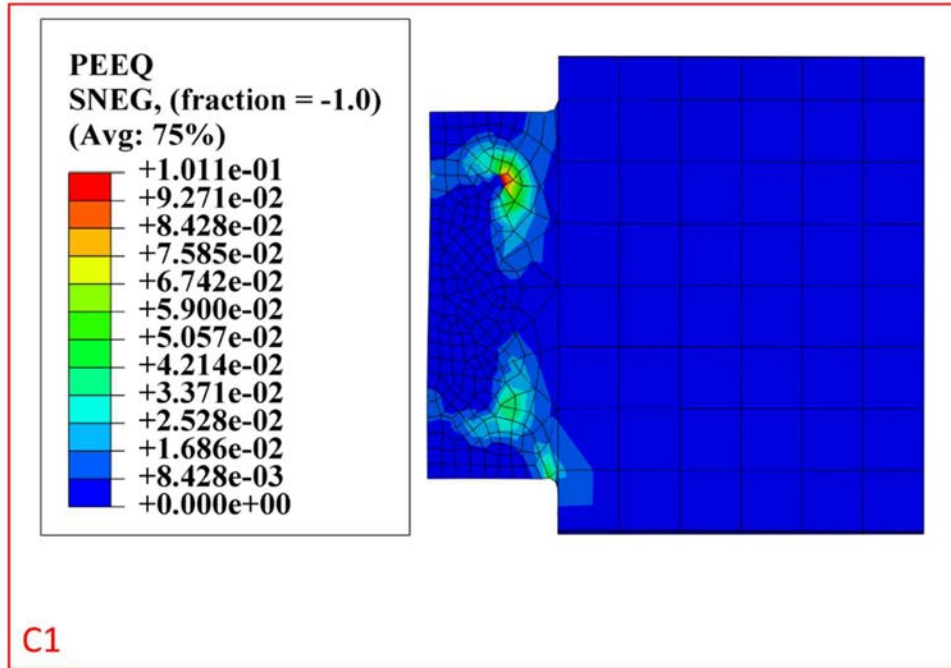 PEEQ
SNEG, (fraction = -1.0)
(Avg: 75%)
+1.011e-01
+9.271e-02
+8.428e-02
+7.585e-02
+6.742e-02
+5.900e-02
+5.057e-02
+4.214e-02
+3.371e-02
+2.528e-02
+1.686e-02
+8.428e-03
+0.000e+00
C1